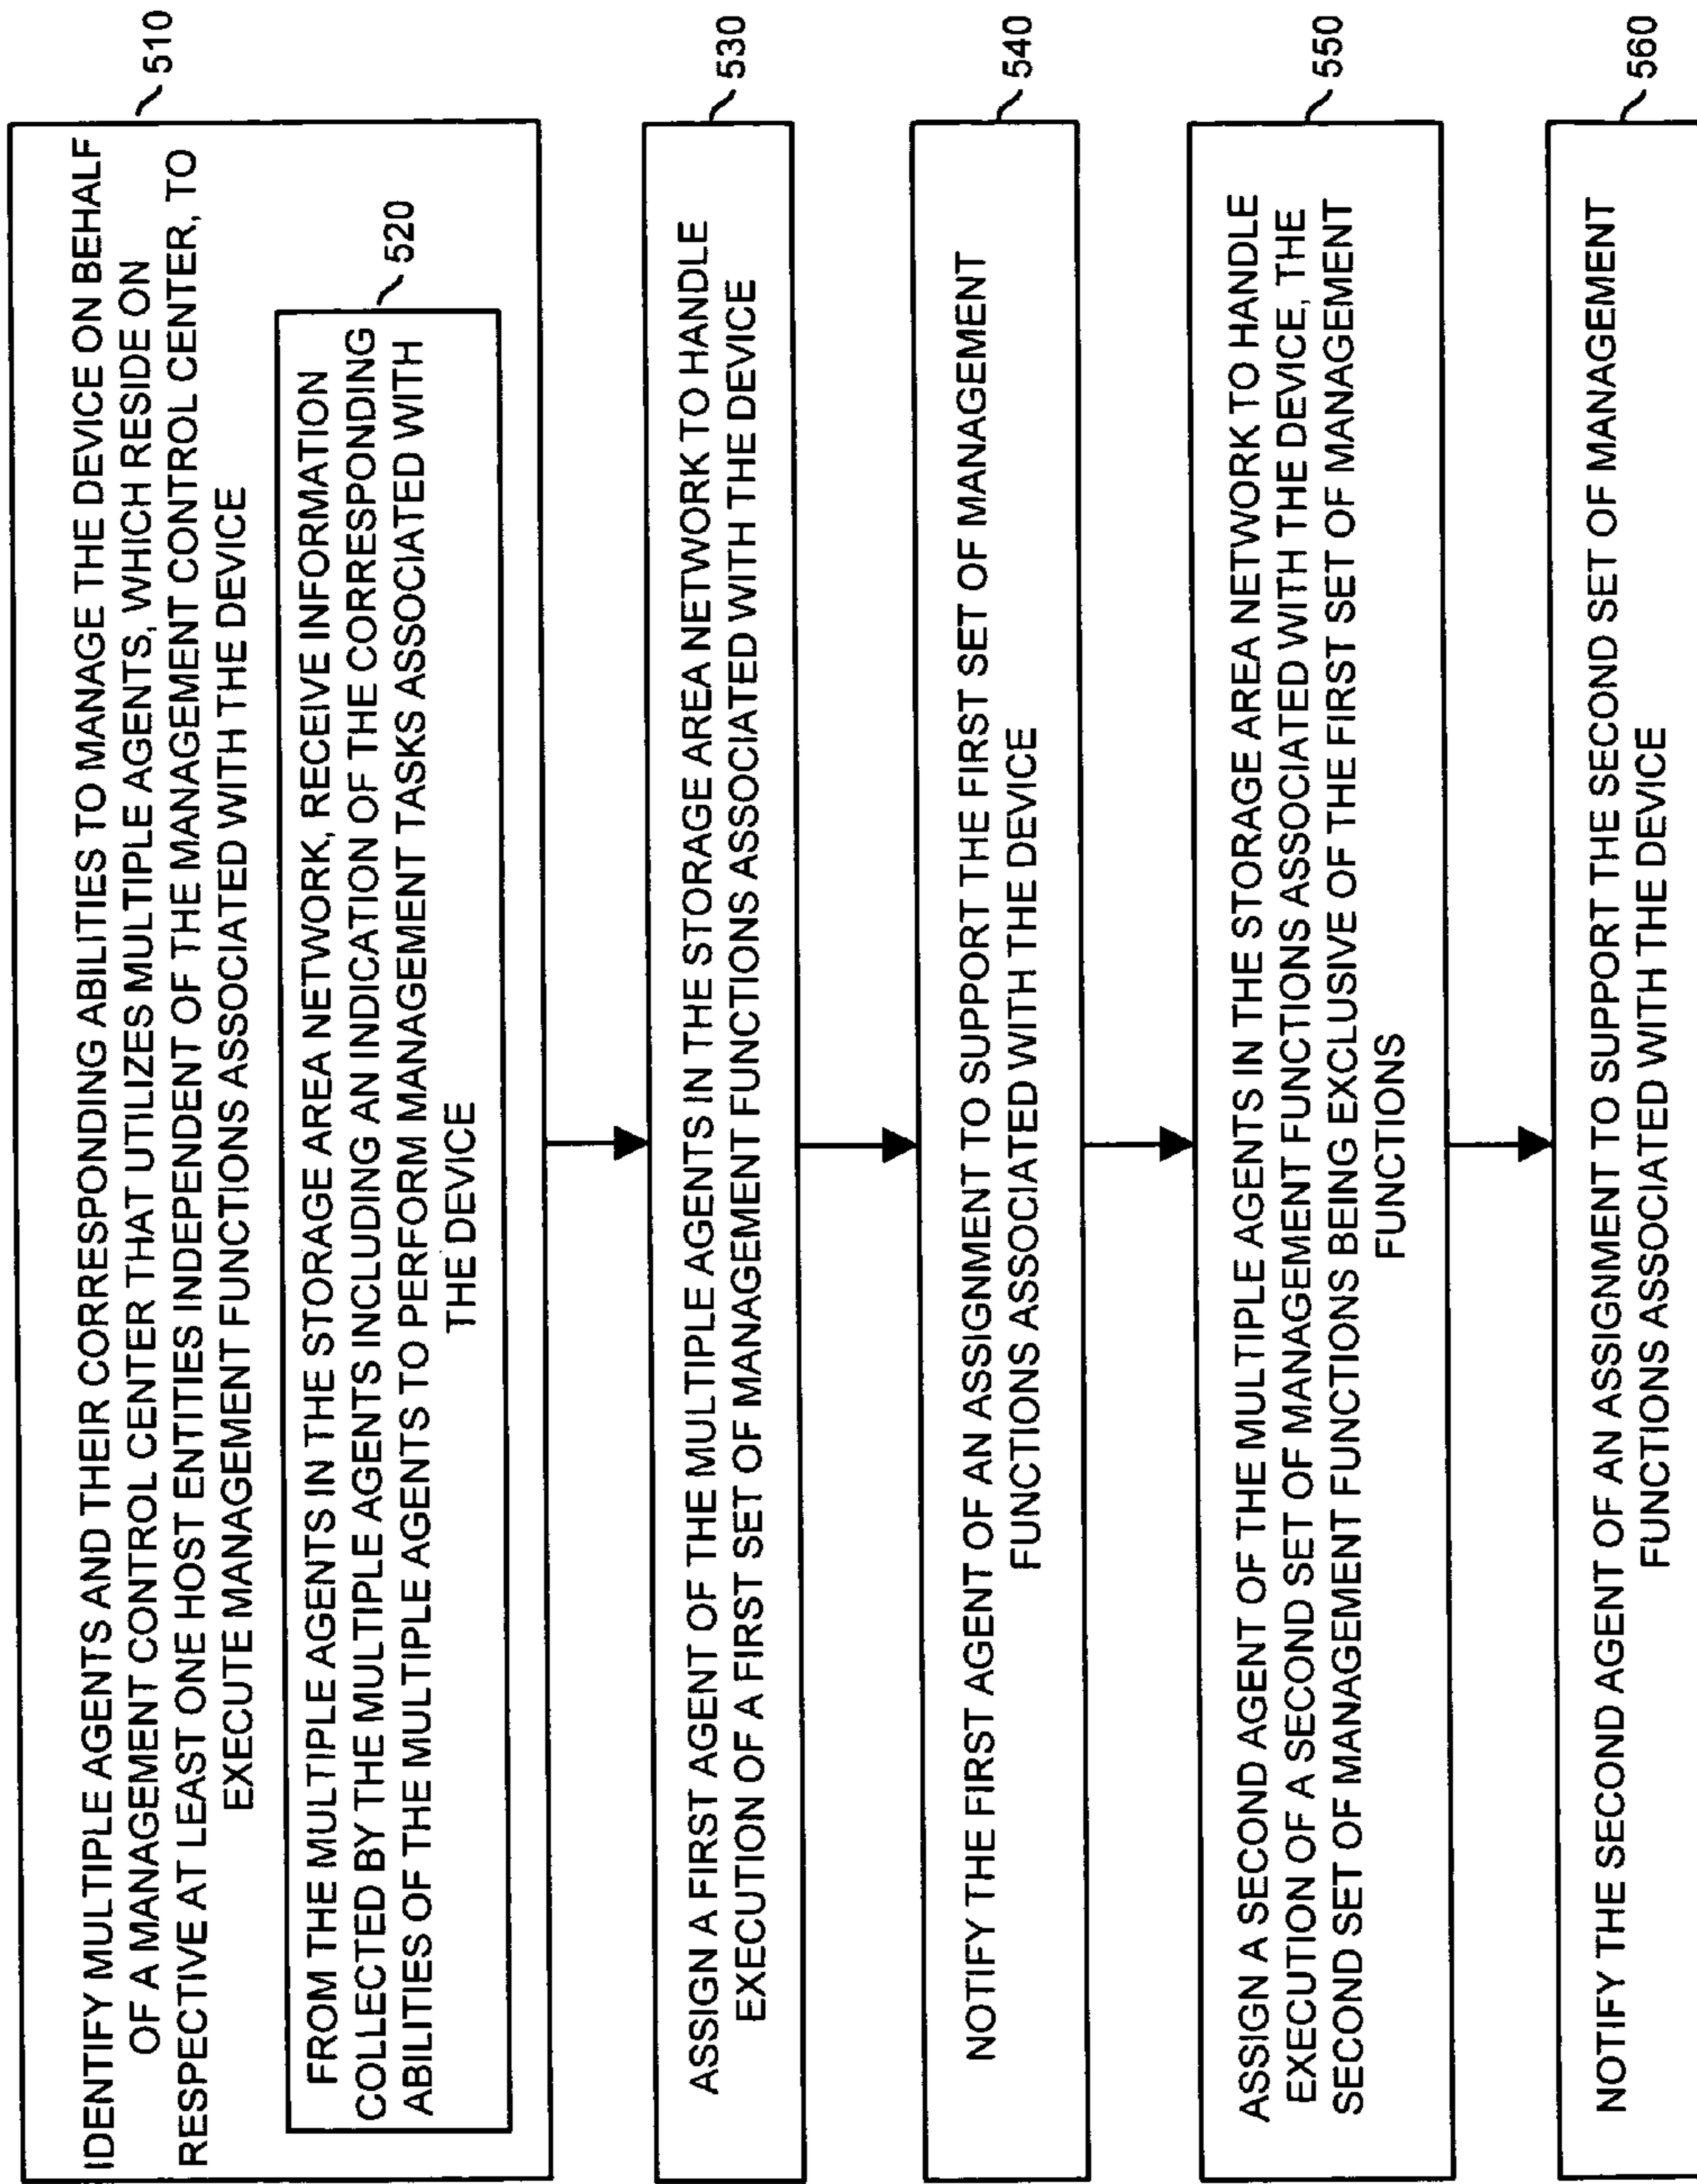 IDENTIFY MULTIPLE AGENTS AND THEIR CORRESPONDING ABILITIES TO MANAGE THE DEVICE ON BEHALF
OF A MANAGEMENT CONTROL CENTER THAT UTILIZES MULTIPLE AGENTS, WHICH RESIDE ON
RESPECTIVE AT LEAST ONE HOST ENTITIES INDEPENDENT OF THE MANAGEMENT CONTROL CENTER, TO
EXECUTE MANAGEMENT FUNCTIONS ASSOCIATED WITH THE DEVICE
510
FROM THE MULTIPLE AGENTS IN THE STORAGE AREA NETWORK, RECEIVE INFORMATION
COLLECTED BY THE MULTIPLE AGENTS INCLUDING AN INDICATION OF THE CORRESPONDING
ABILITIES OF THE MULTIPLE AGENTS TO PERFORM MANAGEMENT TASKS ASSOCIATED WITH
THE DEVICE
520
ASSIGN A FIRST AGENT OF THE MULTIPLE AGENTS IN THE STORAGE AREA NETWORK TO HANDLE
EXECUTION OF A FIRST SET OF MANAGEMENT FUNCTIONS ASSOCIATED WITH THE DEVICE
530
NOTIFY THE FIRST AGENT OF AN ASSIGNMENT TO SUPPORT THE FIRST SET OF MANAGEMENT
FUNCTIONS ASSOCIATED WITH THE DEVICE
540
ASSIGN A SECOND AGENT OF THE MULTIPLE AGENTS IN THE STORAGE AREA NETWORK TO HANDLE
EXECUTION OF A SECOND SET OF MANAGEMENT FUNCTIONS ASSOCIATED WITH THE DEVICE, THE
SECOND SET OF MANAGEMENT FUNCTIONS BEING EXCLUSIVE OF THE FIRST SET OF MANAGEMENT
FUNCTIONS
550
NOTIFY THE SECOND AGENT OF AN ASSIGNMENT TO SUPPORT THE SECOND SET OF MANAGEMENT
FUNCTIONS ASSOCIATED WITH THE DEVICE
560